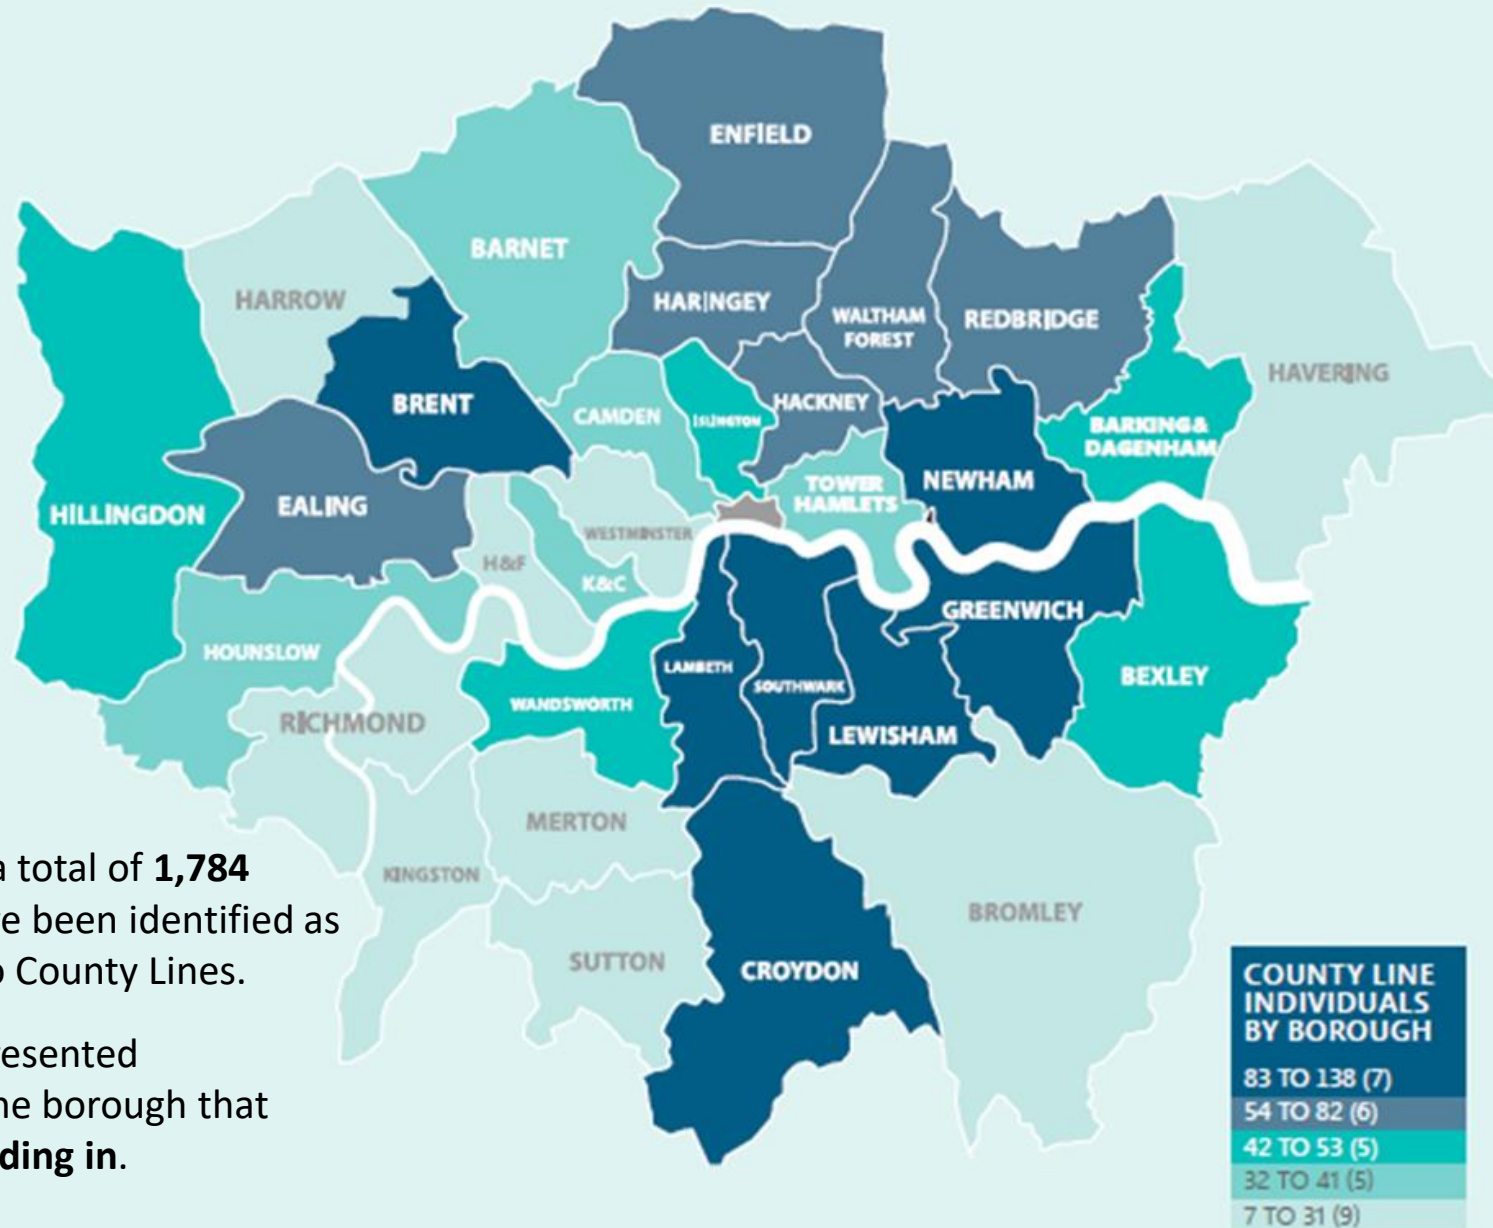 ENFIELD
BARNET
HARROW
HARINGEY
WALTHAM
FOREST
REDBRIDGE
HAVERING
BRENT
CAMDEN
ISLINGTON
HACKNEY
BARKING &
DAGENHAM
HILLINGDON
EALING
TOWER
HAMLETS
NEWHAM
WESTMINSTER
H&F
K&C
GREENWICH
HOUNSLOW
LAMBETH
SOUTHWARK
BEXLEY
WANDSWORTH
RICHMOND
LEWISHAM
MERTON
KINGSTON
BROMLEY
SUTTON
CROYDON
a total of 1,784
ve been identified as
o County Lines.
resented
he borough that
ding in.
COUNTY LINE
INDIVIDUALS
BY BOROUGH
83 TO 138 (7)
54 TO 82 (6)
42 TO 53 (5)
32 TO 41 (5)
7 TO 31 (9)